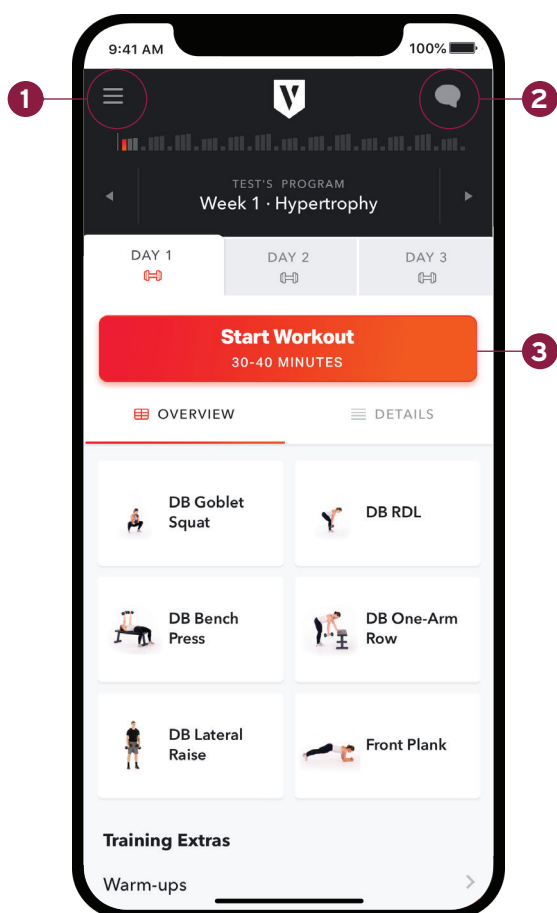 9:41 AM 100%
1 2
V
TEST'S PROGRAM
Week 1 · Hypertrophy
DAY 1 DAY 2 DAY 3
Start Workout
30-40 MINUTES
3
OVERVIEW DETAILS
DB Goblet
Squat
DB RDL
DB Bench
Press
DB One-Arm
Row
DB Lateral
Raise
Front Plank
Training Extras
Warm-ups